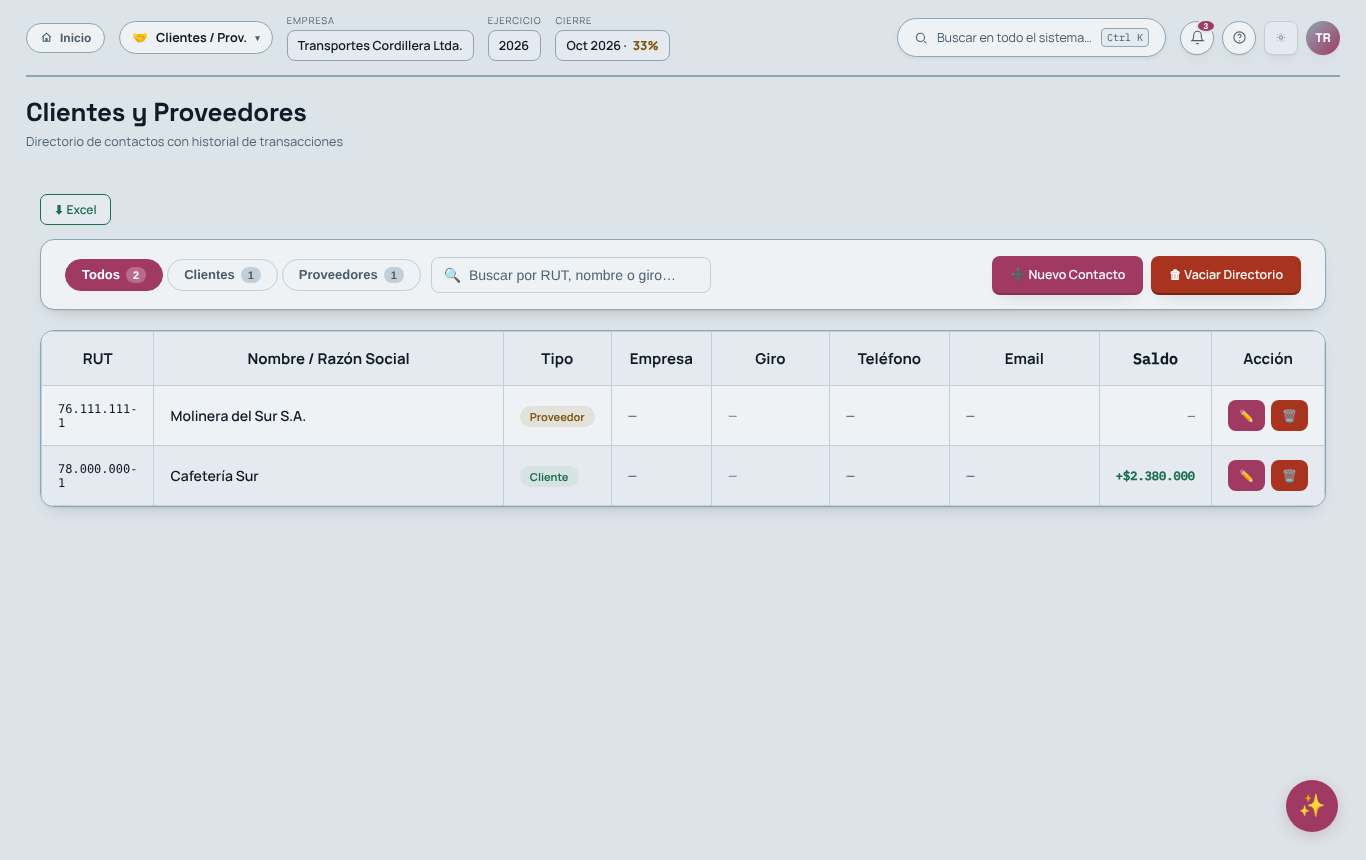 Inicio
Clientes / Prov.
EMPRESA
Transportes Cordillera Ltda.
EJERCICIO
2026
CIERRE
Oct 2026 · 33%
Buscar en todo el sistema… Ctrl K
3
TR
Clientes y Proveedores
Directorio de contactos con historial de transacciones
⬇ Excel
Todos 2
Clientes 1
Proveedores 1
Buscar por RUT, nombre o giro…
Nuevo Contacto
Vaciar Directorio
RUT Nombre / Razón Social Tipo Empresa Giro Teléfono Email Saldo Acción
76.111.111-
1
Molinera del Sur S.A. Proveedor — — — — —
78.000.000-
1
Cafetería Sur Cliente — — — — +$2.380.000